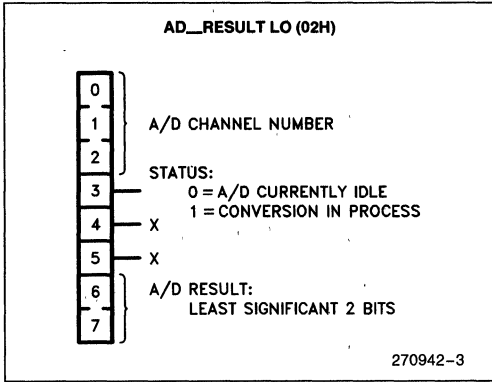 AD__RESULT LO (02H)
0
1
2
A/D CHANNEL NUMBER
STATUS:
3
0 = A/D CURRENTLY IDLE
1 = CONVERSION IN PROCESS
4 X
5 X
6
7
A/D RESULT:
LEAST SIGNIFICANT 2 BITS
270942-3